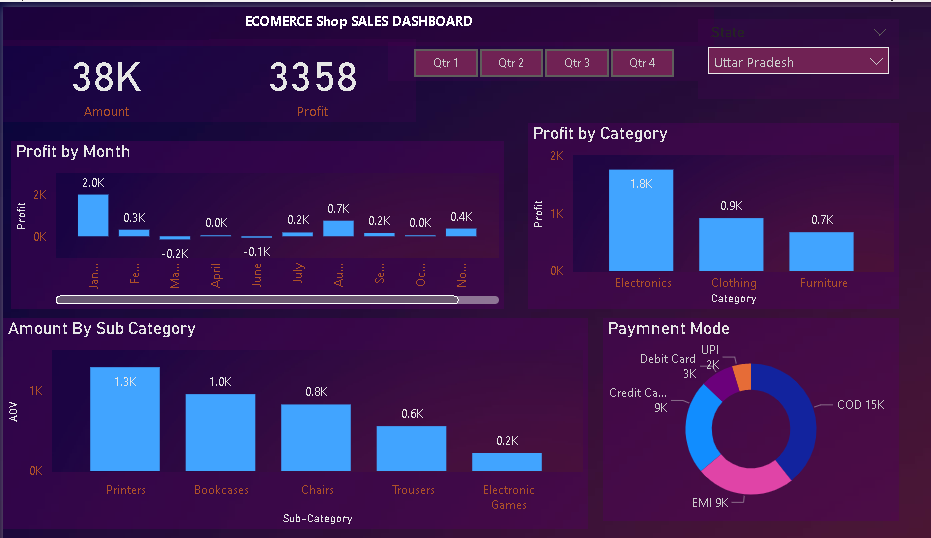 ECOMERCE Shop SALES DASHBOARD
State
38K
Amount
3358
Profit
Qtr 1
Qtr 2
Qtr 3
Qtr 4
Uttar Pradesh
Profit by Month
Profit
2K
0K
2.0K
0.3K
-0.2K
0.0K
-0.1K
0.2K
0.7K
0.2K
0.0K
0.4K
Jan...
Fe...
Ma...
April
June
July
Au...
Se...
Oc...
No...
Profit by Category
Profit
2K
1K
0K
1.8K
0.9K
0.7K
Electronics
Clothing
Furniture
Category
Amount By Sub Category
AOV
1K
0K
1.3K
1.0K
0.8K
0.6K
0.2K
Printers
Bookcases
Chairs
Trousers
Electronic
Games
Sub-Category
Paymnent Mode
UPI
2K
Debit Card
3K
Credit Ca...
9K
COD 15K
EMI 9K